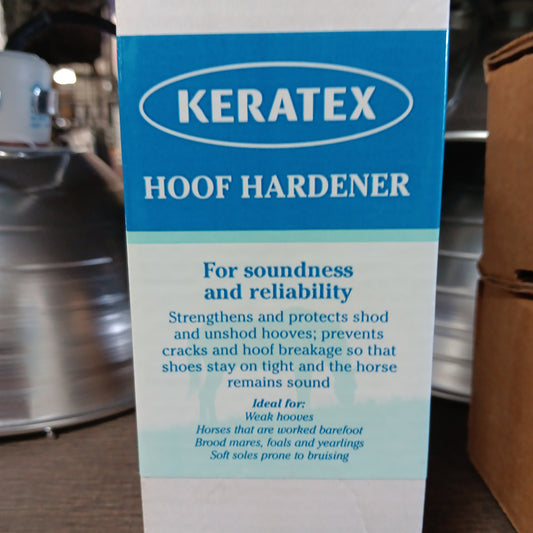 KERATEX
HOOF HARDENER
For soundness
and reliability
Strengthens and protects shod
and unshod hooves; prevents
cracks and hoof breakage so that
shoes stay on tight and the horse
remains sound
Ideal for:
Weak hooves
Horses that are worked barefoot
Brood mares, foals and yearlings
Soft soles prone to bruising